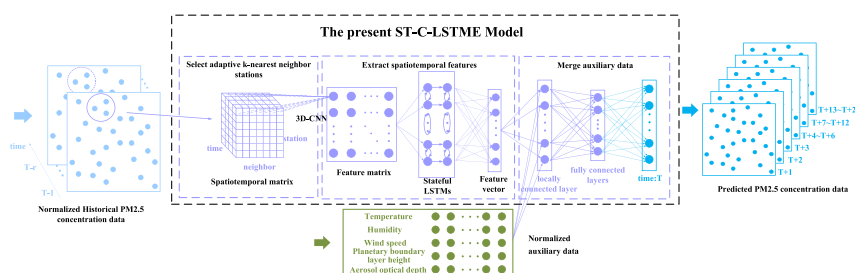 The present ST-C-LSTME Model
Select adaptive k-nearest neighbor
stations
Extract spatiotemporal features
Merge auxiliary data
time
T-r
T-1
Normalized Historical PM2.5
concentration data
time
neighbor
station
Spatiotemporal matrix
3D-CNN
Feature matrix
Stateful
LSTMs
Feature
vector
locally
connected layer
fully connected
layers
time:T
T+13~T+2
T+7~T+12
T+4~T+6
T+3
T+2
T+1
Predicted PM2.5 concentration data
Temperature
Humidity
Wind speed
Planetary boundary
layer height
Aerosol optical depth
Normalized
auxiliary data